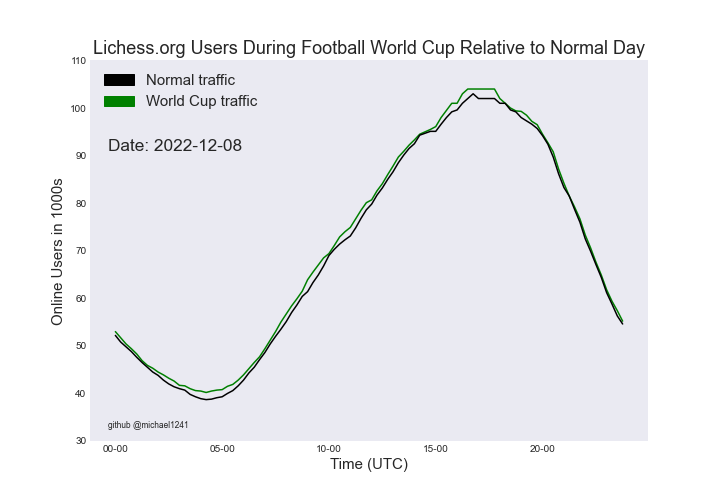 Lichess.org Users During Football World Cup Relative to Normal Day
Normal traffic
World Cup traffic
Date: 2022-12-08
Online Users in 1000s
110
100
90
80
70
60
50
40
30
github @michael1241
00-00
05-00
10-00
15-00
20-00
Time (UTC)